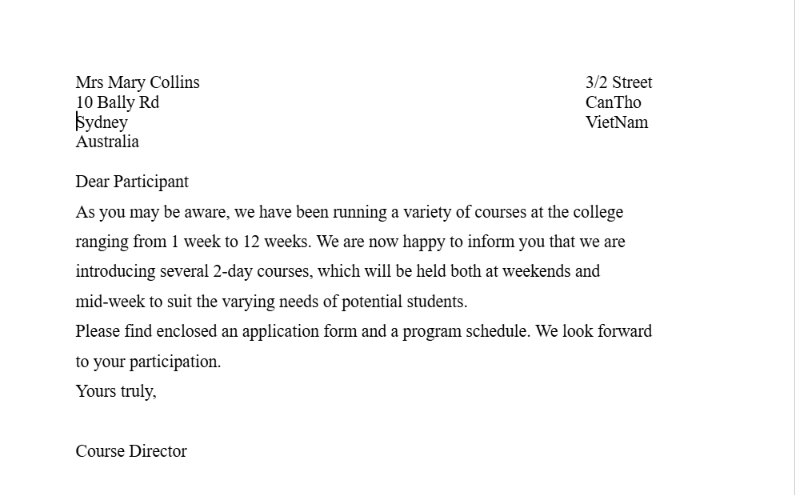 Mrs Mary Collins 3/2 Street
10 Bally Rd CanTho
Sydney VietNam
Australia
Dear Participant
As you may be aware, we have been running a variety of courses at the college
ranging from 1 week to 12 weeks. We are now happy to inform you that we are
introducing several 2-day courses, which will be held both at weekends and
mid-week to suit the varying needs of potential students.
Please find enclosed an application form and a program schedule. We look forward
to your participation.
Yours truly,
Course Director